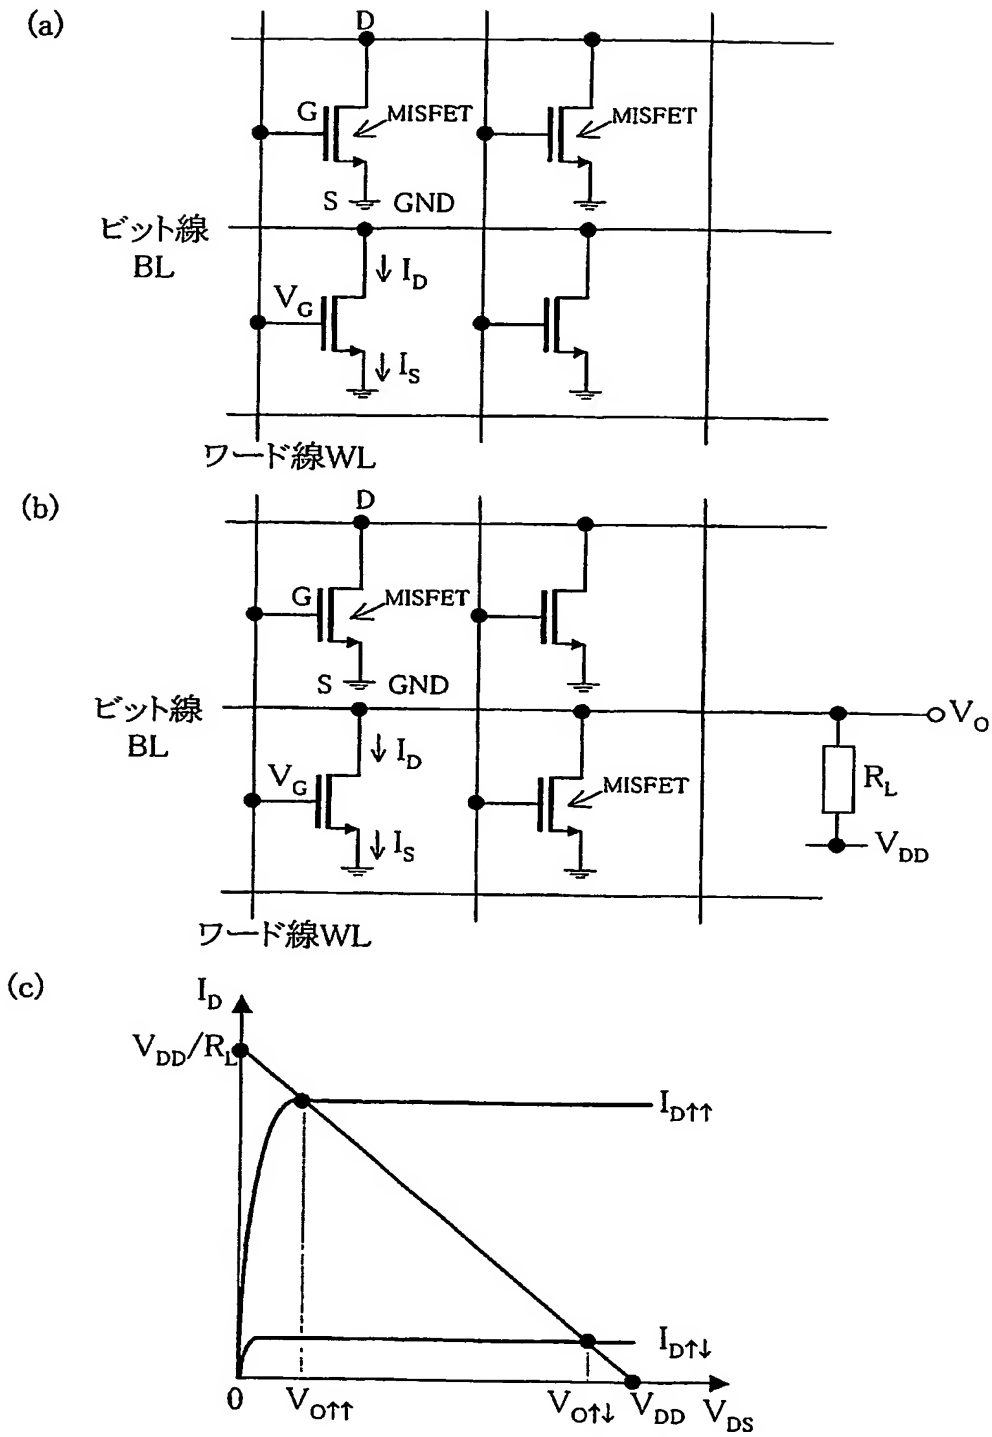 (a)
D
G
MISFET
MISFET
S
GND
ビット線
BL
I_D
V_G
I_S
ワード線WL
(b)
D
G
MISFET
S
GND
ビット線
BL
V_O
I_D
V_G
MISFET
R_L
I_S
V_DD
ワード線WL
(c)
I_D
V_DD/R_L
I_D↑↑
I_D↑↓
0
V_O↑↑
V_O↑↓
V_DD
V_DS